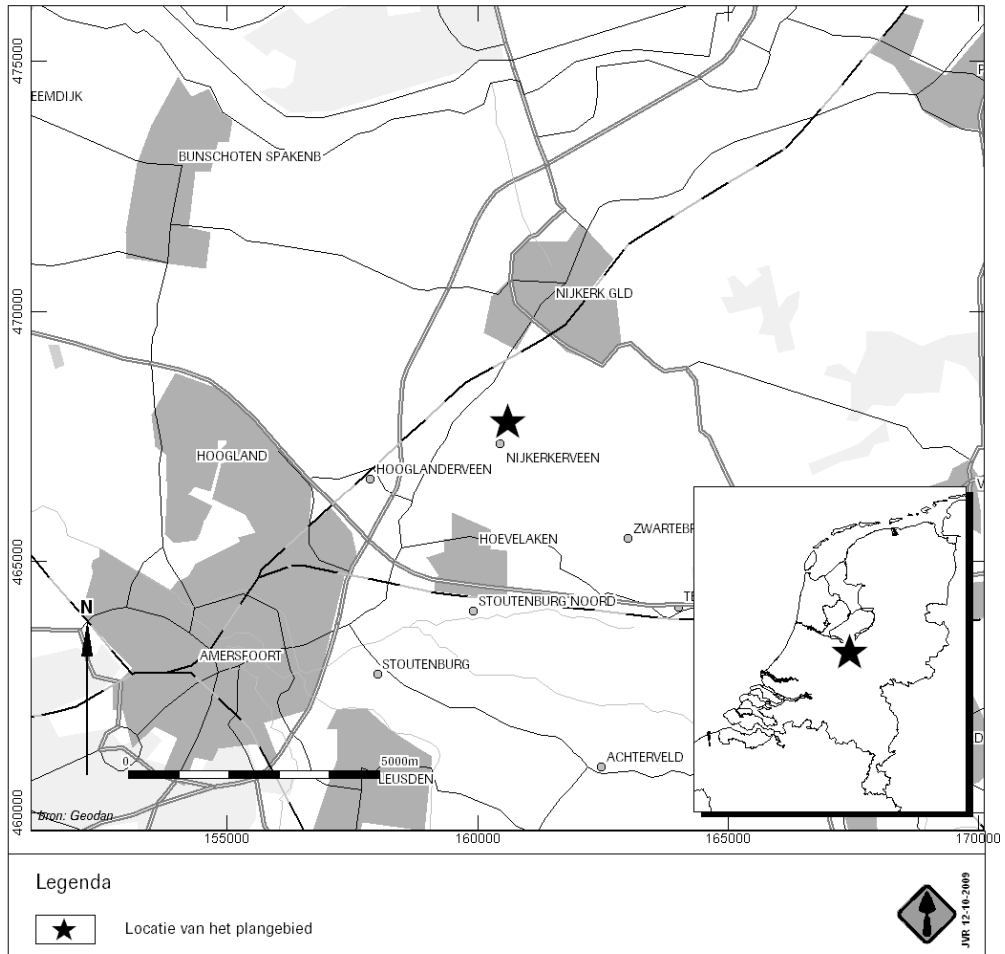 475000
EEMDIJK
BUNSCHOTEN SPAKENB
470000
NIJKERK GLD
HOOGLAND
HOOGLANDERVEEN
NIJKERKERVEEN
HOEVELAKEN
ZWARTEBR
465000
N
STOUTENBURG NOORD
TE
AMERSFOORT
STOUTENBURG
ACHTERVELD
0
5000m
LEUSDEN
D
460000
bron: Geodan
155000
160000
165000
170000
Legenda
Locatie van het plangebied
JVR 12-10-2009